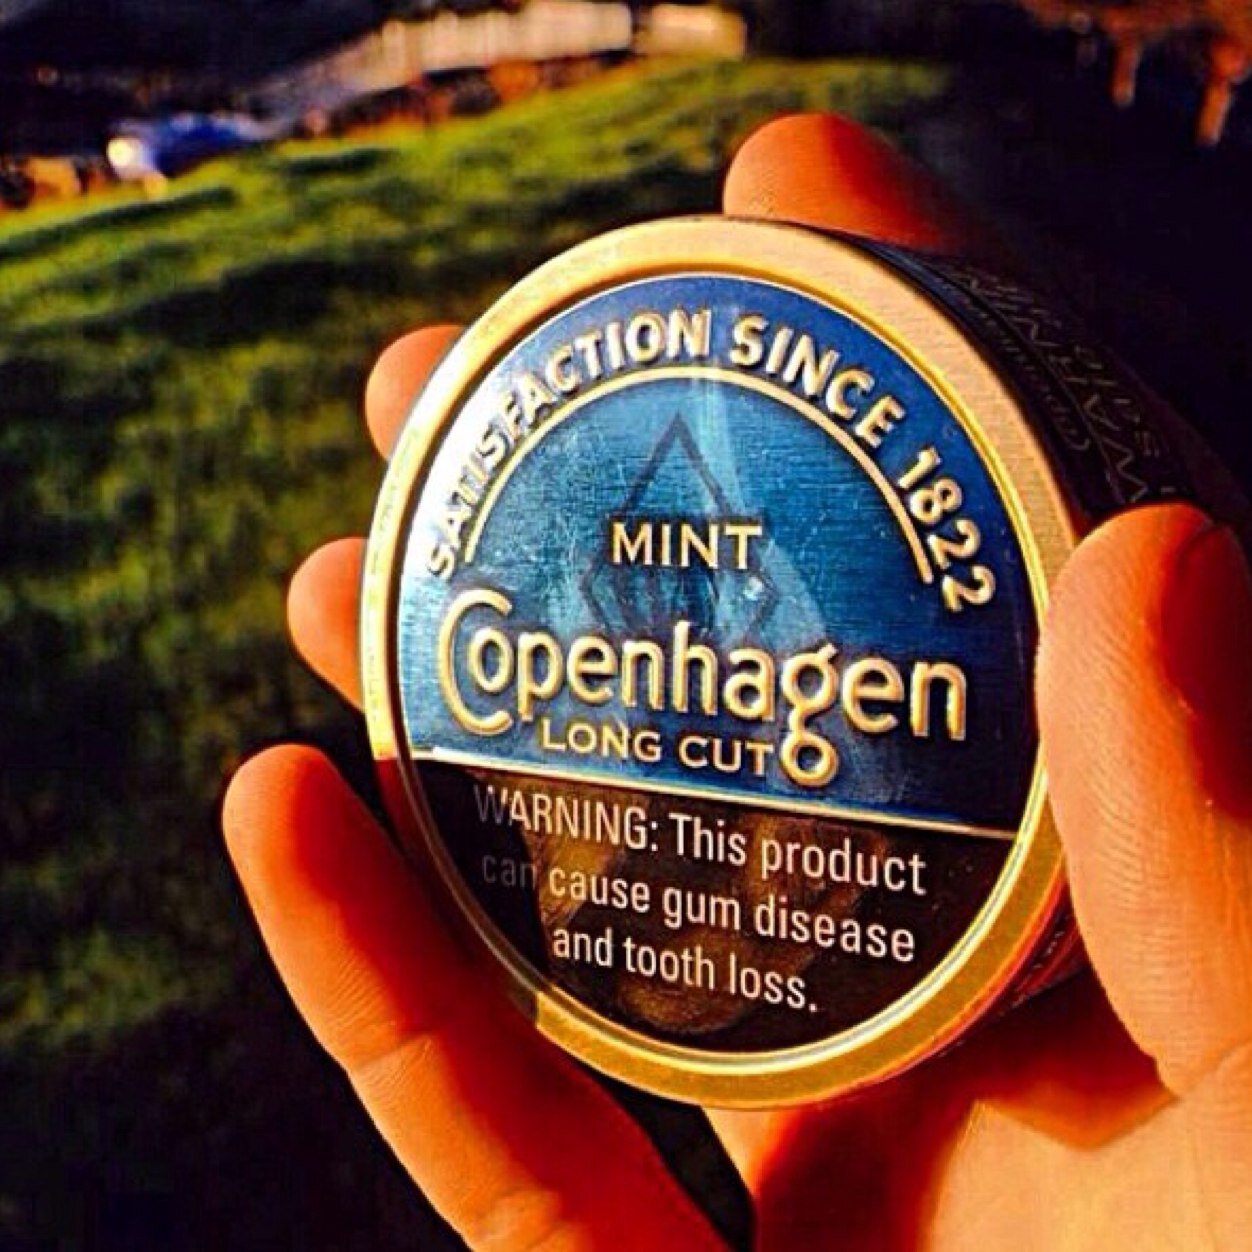 SATISFACTION SINCE 1822
MINT
Copenhagen
LONG CUT
WARNING: This product
can cause gum disease
and tooth loss.